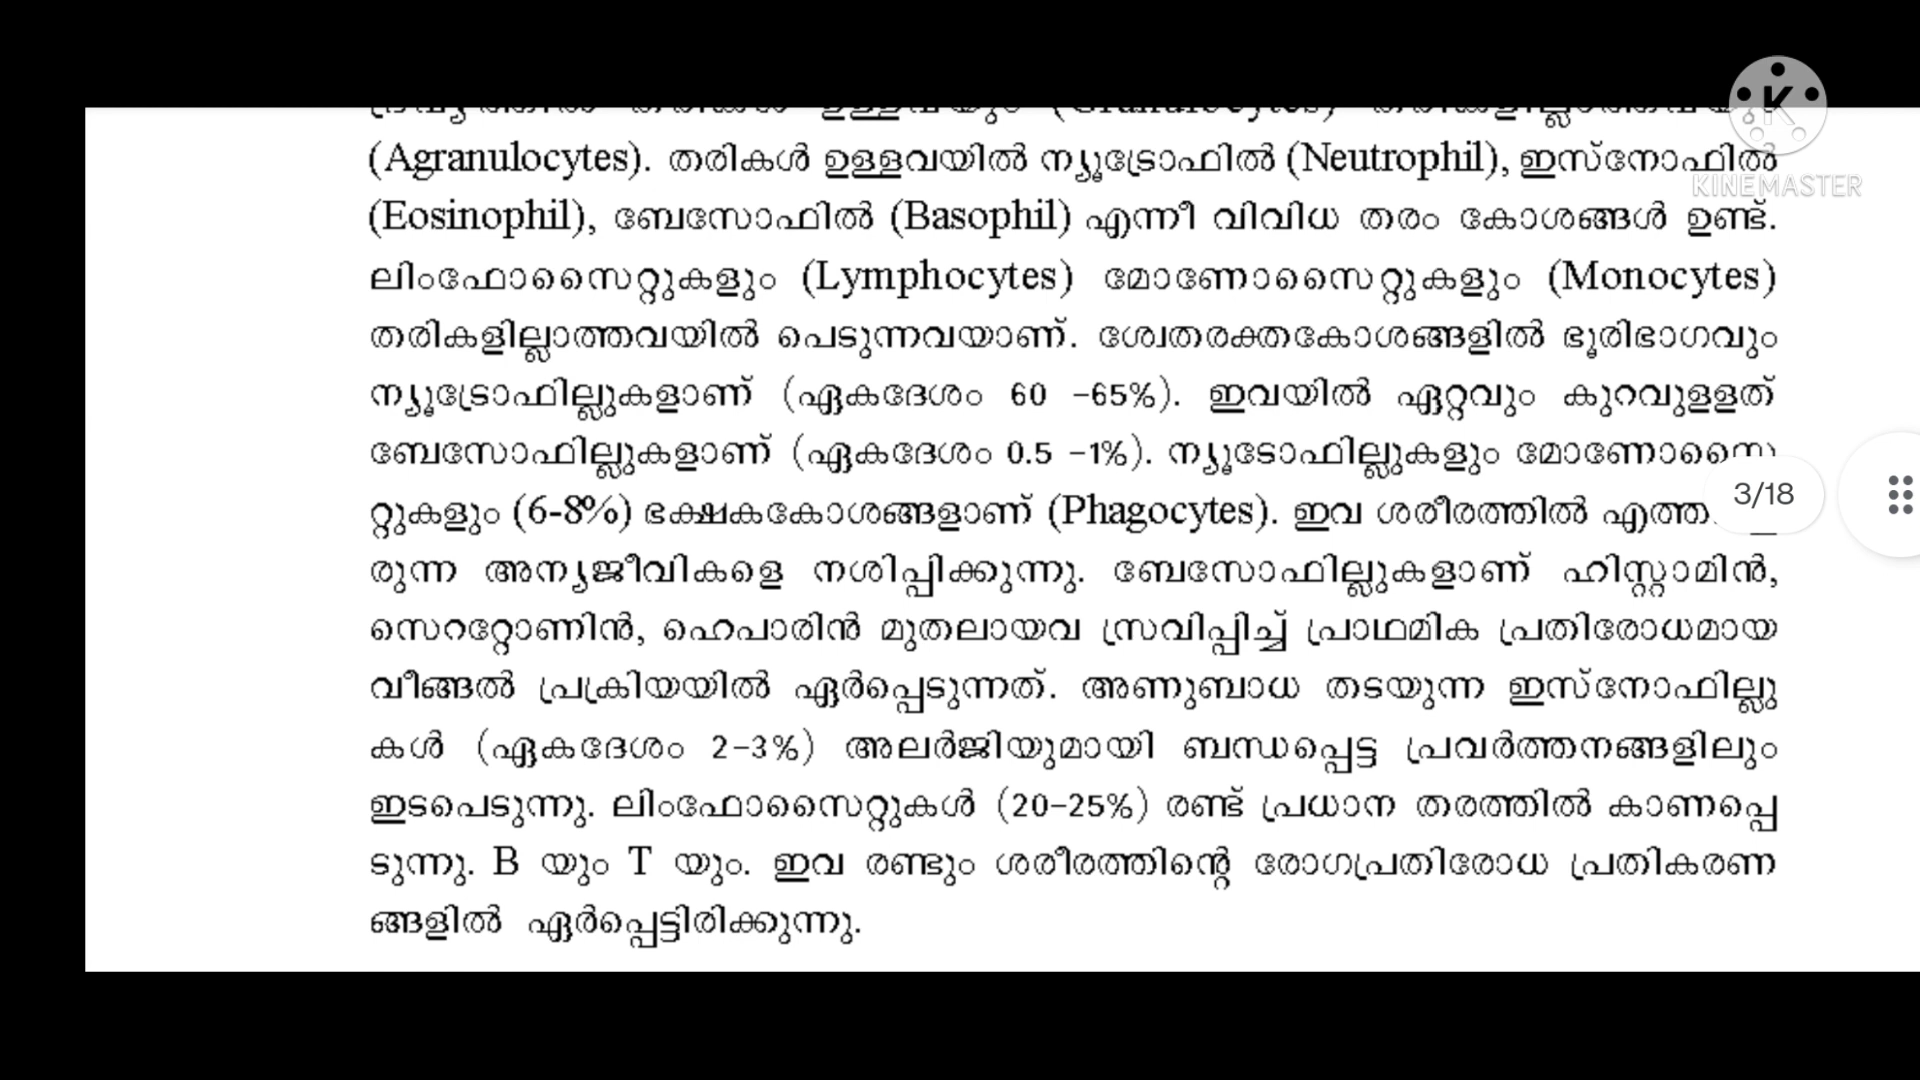 (Agranulocytes). തരികൾ ഉള്ളവയിൽ ന്യൂട്രോഫിൽ (Neutrophil), ഇസ്നോഫിൽ
KINEMASTER
(Eosinophil), ബേസോഫിൽ (Basophil) എന്നീ വിവിധ തരം കോശങ്ങൾ ഉണ്ട്.
ലിംഫോസൈറ്റുകളും (Lymphocytes) മോണോസൈറ്റുകളും (Monocytes)
തരികളില്ലാത്തവയിൽ പെടുന്നവയാണ്. ശ്വേതരക്തകോശങ്ങളിൽ ഭൂരിഭാഗവും
ന്യൂട്രോഫില്ലുകളാണ് (ഏകദേശം 60 -65%). ഇവയിൽ ഏറ്റവും കുറവുളളത്
ബേസോഫില്ലുകളാണ് (ഏകദേശം 0.5 -1%). ന്യൂടോഫില്ലുകളും മോണോസൈ
3/18
റ്റുകളും (6-8%) ഭക്ഷകകോശങ്ങളാണ് (Phagocytes). ഇവ ശരീരത്തിൽ
രുന്ന അന്യജീവികളെ നശിപ്പിക്കുന്നു. ബേസോഫില്ലുകളാണ് ഹിസ്റ്റാമിൻ,
സെററ്റോണിൻ, ഹെപാരിൻ മുതലായവ സ്രവിപ്പിച്ച് പ്രാഥമിക പ്രതിരോധമായ
വീങ്ങൽ പ്രക്രിയയിൽ ഏർപ്പെടുന്നത്. അണുബാധ തടയുന്ന ഇസ്നോഫില്ലു
കൾ (ഏകദേശം 2-3%) അലർജിയുമായി ബന്ധപ്പെട്ട പ്രവർത്തനങ്ങളിലും
ഇടപെടുന്നു. ലിംഫോസൈറ്റുകൾ (20-25%) രണ്ട് പ്രധാന തരത്തിൽ കാണപ്പെ
ടുന്നു. B യും T യും. ഇവ രണ്ടും ശരീരത്തിന്റെ രോഗപ്രതിരോധ പ്രതികരണ
ങ്ങളിൽ ഏർപ്പെട്ടിരിക്കുന്നു.